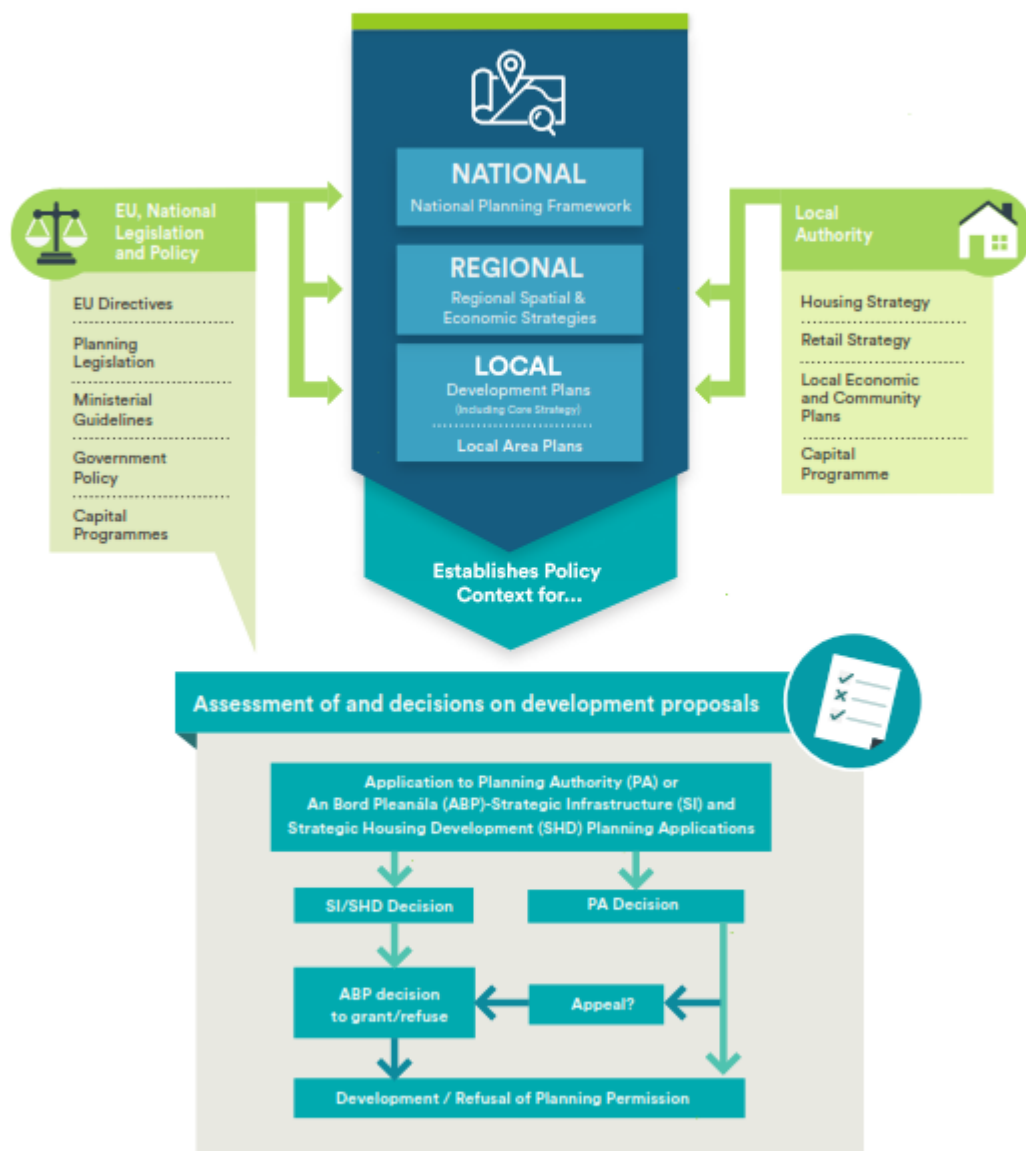 NATIONAL
National Planning Framework
REGIONAL
Regional Spatial &
Economic Strategies
LOCAL
Development Plans
(Including Core Strategy)
Local Area Plans
EU, National
Legislation
and Policy
EU Directives
Planning
Legislation
Ministerial
Guidelines
Government
Policy
Capital
Programmes
Local
Authority
Housing Strategy
Retail Strategy
Local Economic
and Community
Plans
Capital
Programme
Establishes Policy
Context for...
Assessment of and decisions on development proposals
Application to Planning Authority (PA) or
An Bord Pleanála (ABP)-Strategic Infrastructure (SI) and
Strategic Housing Development (SHD) Planning Applications
SI/SHD Decision
PA Decision
ABP decision
to grant/refuse
Appeal?
Development / Refusal of Planning Permission